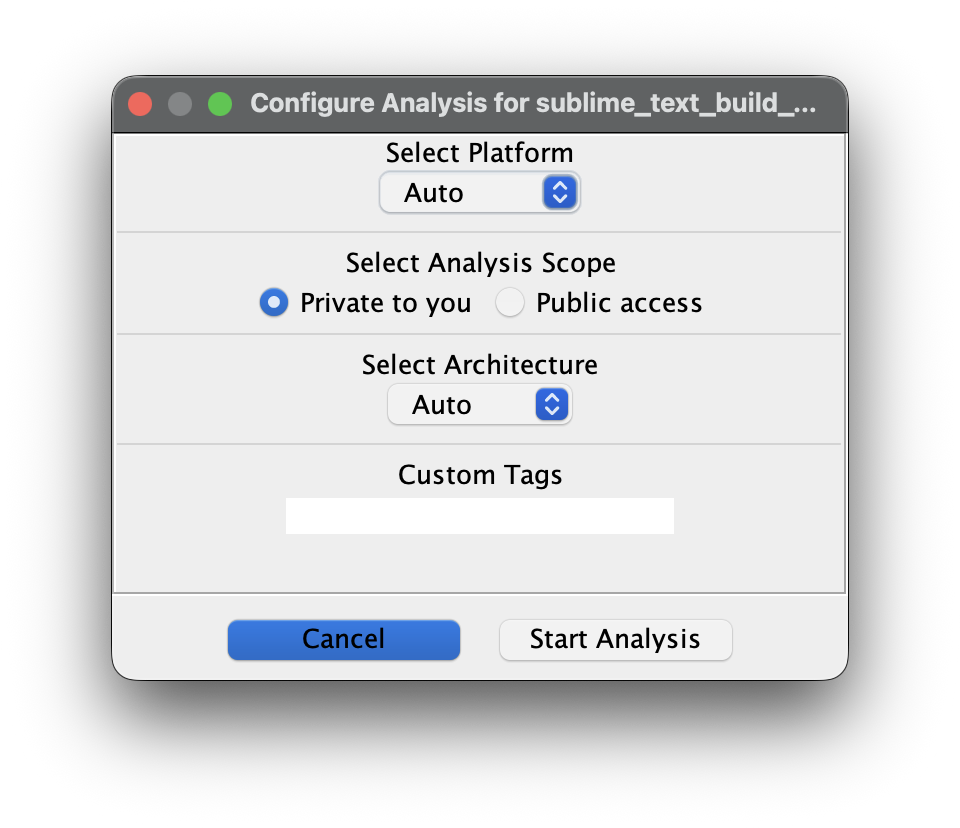 Configure Analysis for sublime_text_build_...
Select Platform
Auto
Select Analysis Scope
Private to you Public access
Select Architecture
Auto
Custom Tags
Cancel Start Analysis